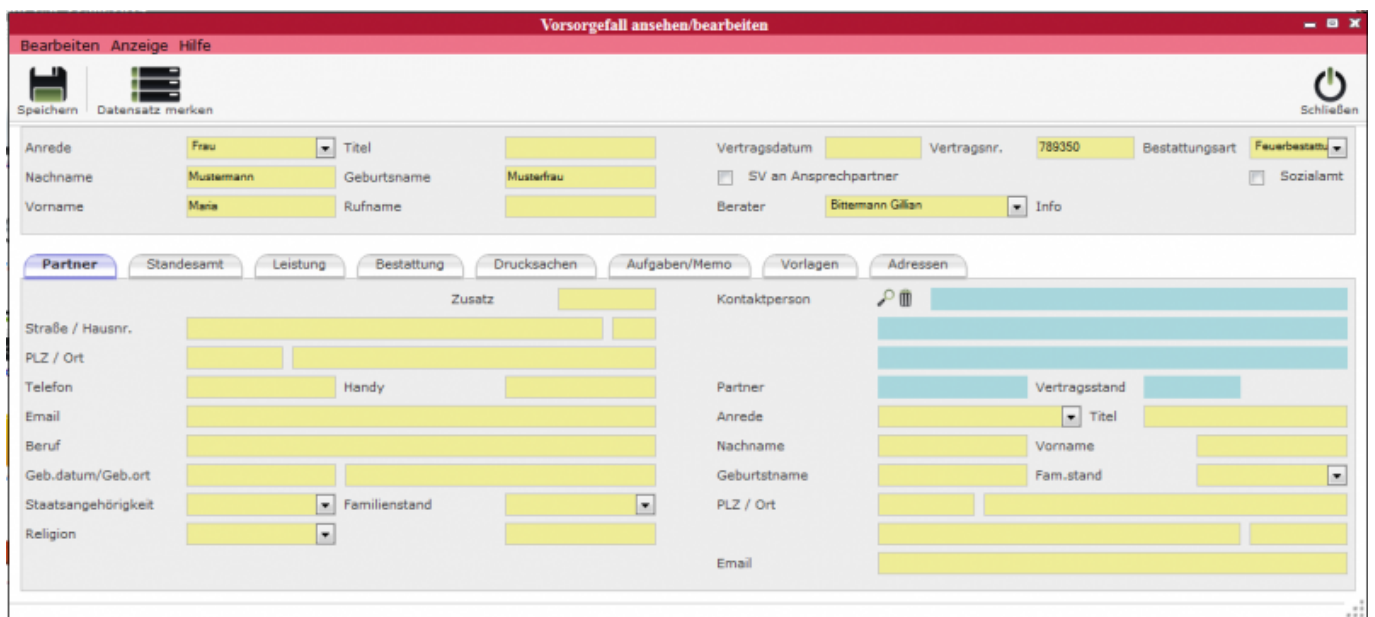 Vorsorgefall ansehen/bearbeiten
Bearbeiten Anzeige Hilfe
Speichern Datensatz merken Schließen
Anrede Frau Titel Vertragsdatum Vertragsnr. 789350 Bestattungsart Feuerbestattu
Nachname Mustermann Geburtsname Musterfrau SV an Ansprechpartner Sozialamt
Vorname Maria Rufname Berater Bittermann Gillian Info
Partner Standesamt Leistung Bestattung Drucksachen Aufgaben/Memo Vorlagen Adressen
Zusatz Kontaktperson
Straße / Hausnr.
PLZ / Ort
Telefon Handy Partner Vertragsstand
Email Anrede Titel
Beruf Nachname Vorname
Geb.datum/Geb.ort Geburtstname Fam.stand
Staatsangehörigkeit Familienstand PLZ / Ort
Religion
Email